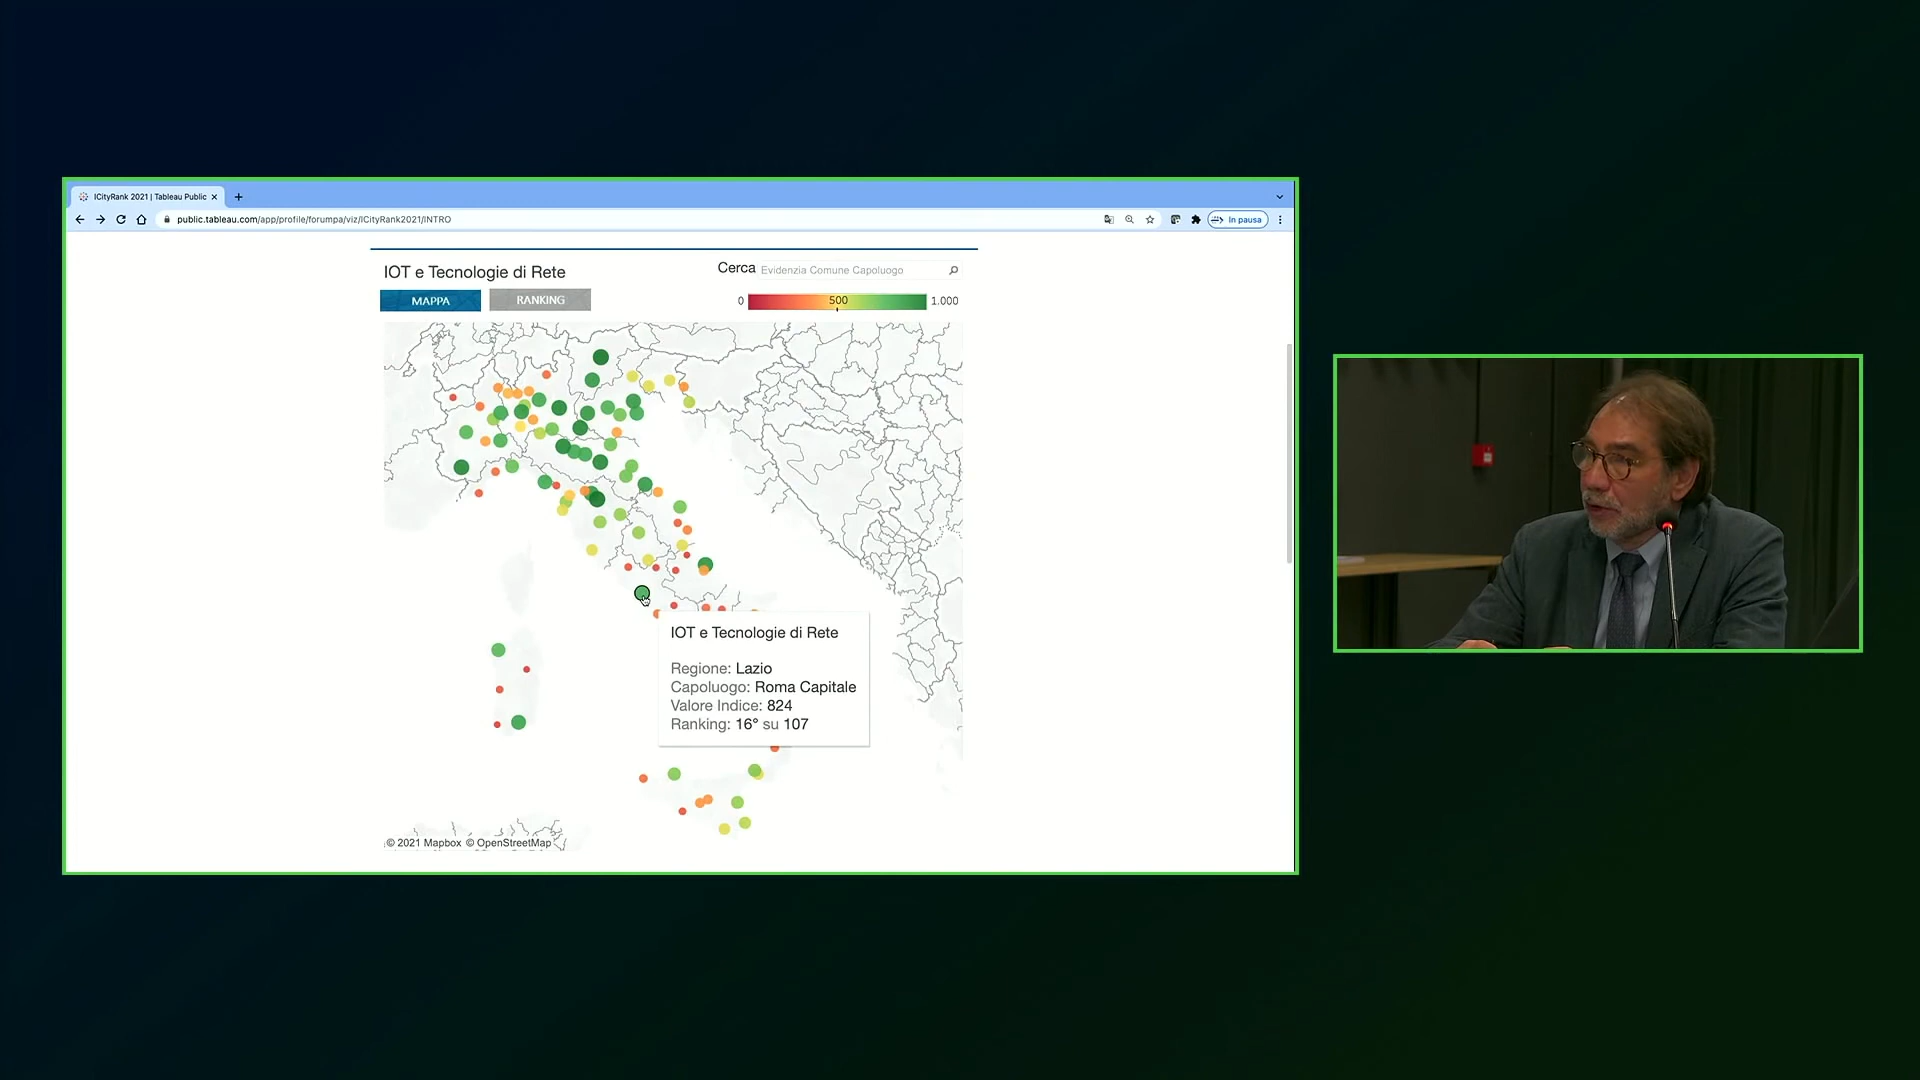 ICityRank 2021 | Tableau Public
public.tableau.com/app/profile/forumpa/viz/ICityRank2021/INTRO
In pausa
IOT e Tecnologie di Rete
Cerca Evidenzia Comune Capoluogo
MAPPA RANKING
0 500 1.000
IOT e Tecnologie di Rete
Regione: Lazio
Capoluogo: Roma Capitale
Valore Indice: 824
Ranking: 16° su 107
© 2021 Mapbox © OpenStreetMap